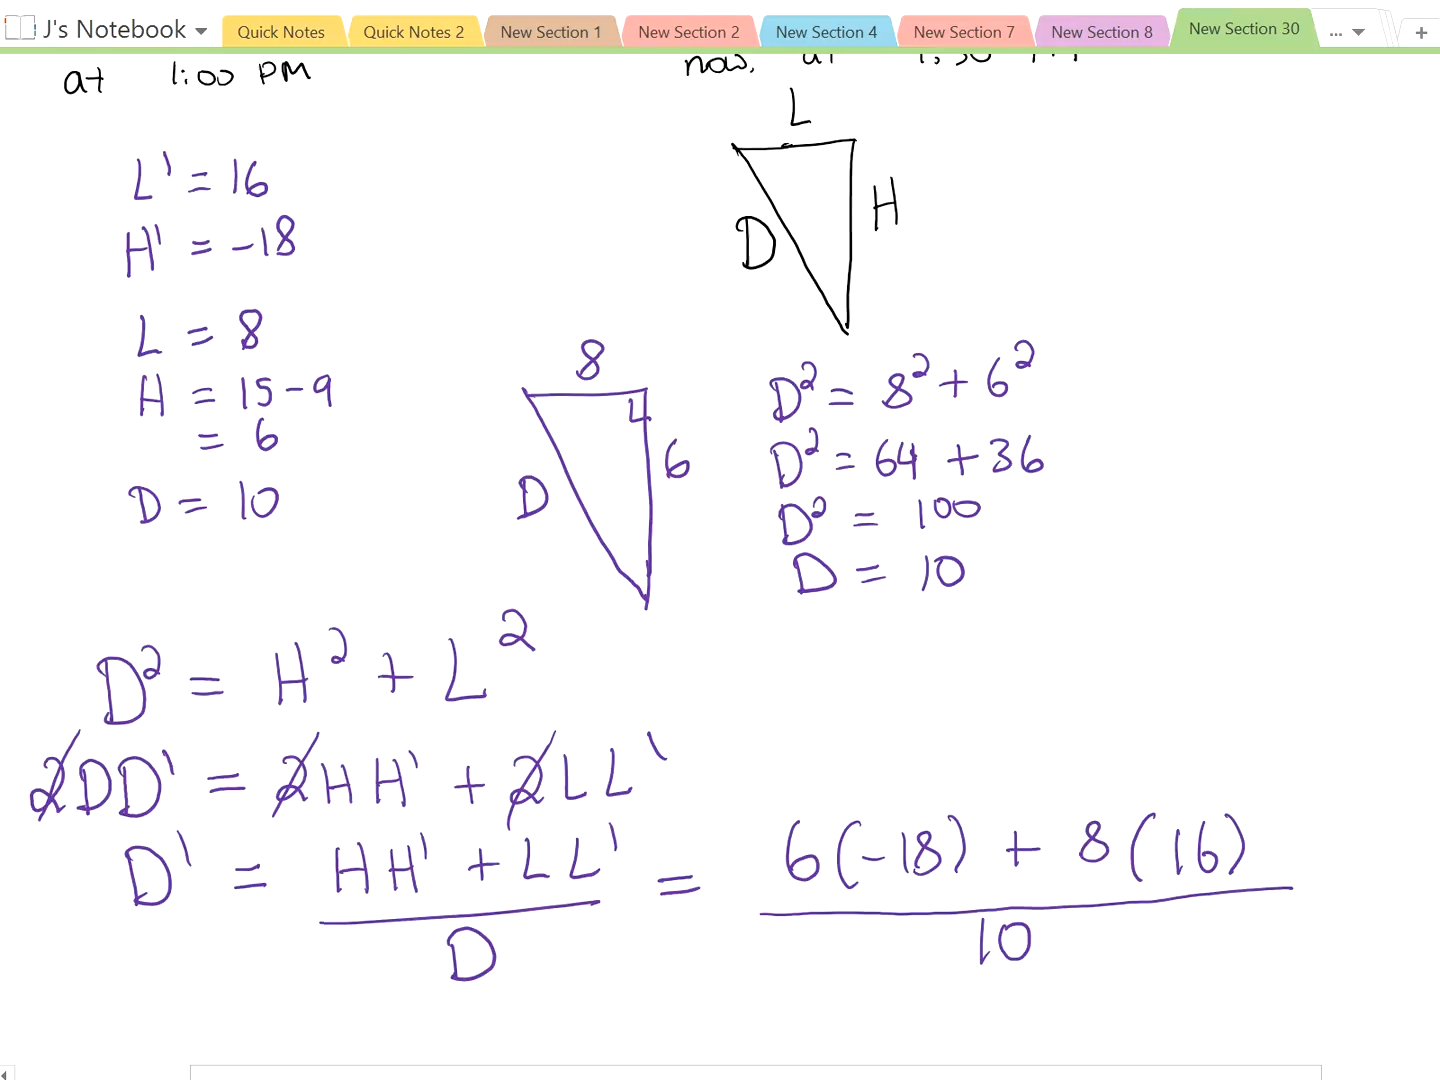 J's Notebook
Quick Notes
Quick Notes 2
New Section 1
New Section 2
New Section 4
New Section 7
New Section 8
New Section 30
...
+
at 1:00 PM
now. at
L
H
D
L' = 16
H' = -18
L = 8
H = 15 - 9
= 6
D = 10
8
6
D
D² = 8² + 6²
D² = 64 + 36
D² = 100
D = 10
D² = H² + L²
2DD' = 2HH' + 2LL'
D' = HH' + LL' / D = 6(-18) + 8(16) / 10